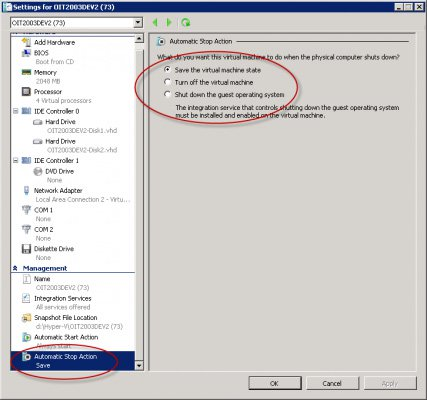 Settings for OIT2003DEV2 (73)
OIT2003DEV2 (73)
Hardware
Add Hardware
BIOS
Boot from CD
Memory
2048 MB
Processor
4 Virtual processors
IDE Controller 0
Hard Drive
OIT2003DEV2-Disk1.vhd
Hard Drive
OIT2003DEV2-Disk2.vhd
IDE Controller 1
DVD Drive
None
Network Adapter
Local Area Connection 2 - Virtu...
COM 1
None
COM 2
None
Diskette Drive
None
Management
Name
OIT2003DEV2 (73)
Integration Services
All services offered
Snapshot File Location
d:\Hyper-V\OIT2003DEV2 (73)
Automatic Start Action
Always start
Automatic Stop Action
Save
Automatic Stop Action
What do you want this virtual machine to do when the physical computer shuts down?
Save the virtual machine state
Turn off the virtual machine
Shut down the guest operating system
The integration service that controls shutting down the guest operating system
must be installed and enabled on the virtual machine.
OK
Cancel
Apply